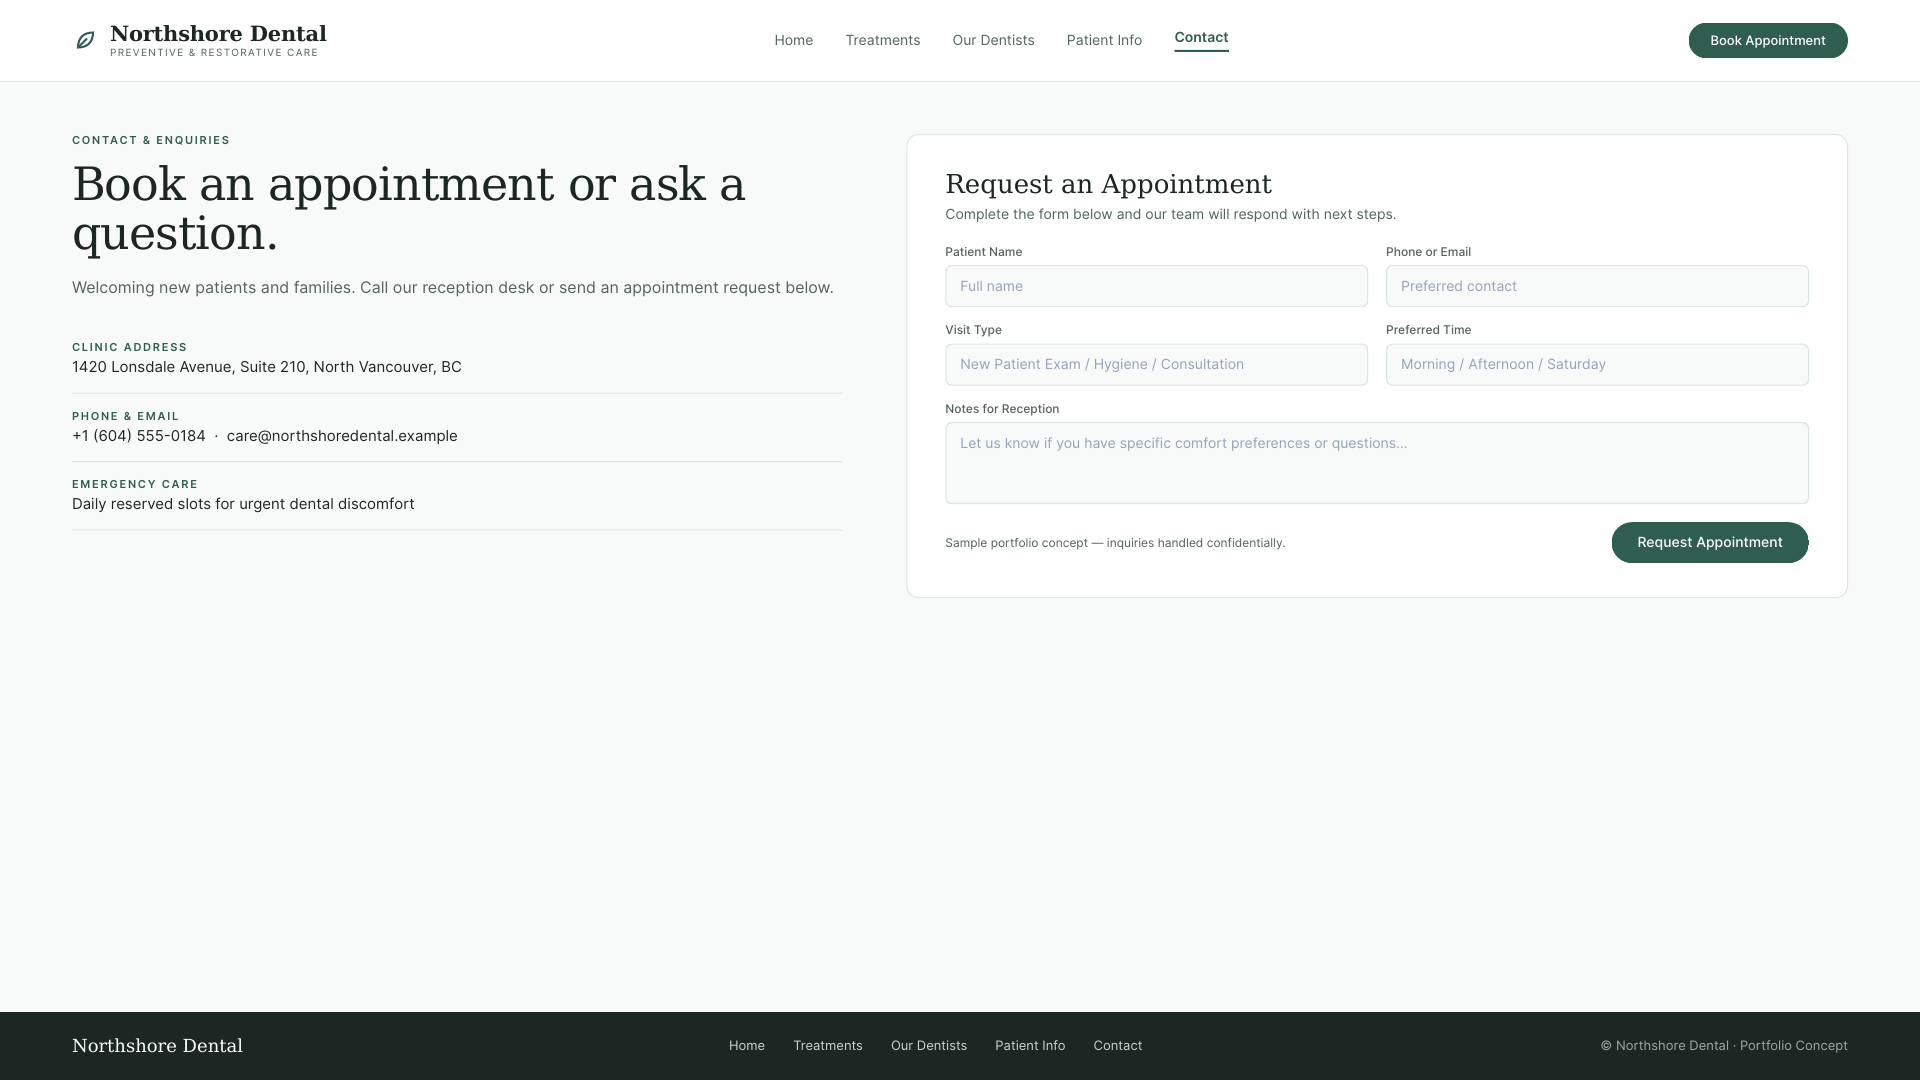 Northshore Dental
PREVENTIVE & RESTORATIVE CARE
Home
Treatments
Our Dentists
Patient Info
Contact
Book Appointment
CONTACT & ENQUIRIES
Book an appointment or ask a
question.
Welcoming new patients and families. Call our reception desk or send an appointment request below.
CLINIC ADDRESS
1420 Lonsdale Avenue, Suite 210, North Vancouver, BC
PHONE & EMAIL
+1 (604) 555-0184 · care@northshoredental.example
EMERGENCY CARE
Daily reserved slots for urgent dental discomfort
Request an Appointment
Complete the form below and our team will respond with next steps.
Patient Name
Full name
Phone or Email
Preferred contact
Visit Type
New Patient Exam / Hygiene / Consultation
Preferred Time
Morning / Afternoon / Saturday
Notes for Reception
Let us know if you have specific comfort preferences or questions...
Sample portfolio concept — inquiries handled confidentially.
Request Appointment
Northshore Dental
Home
Treatments
Our Dentists
Patient Info
Contact
© Northshore Dental · Portfolio Concept